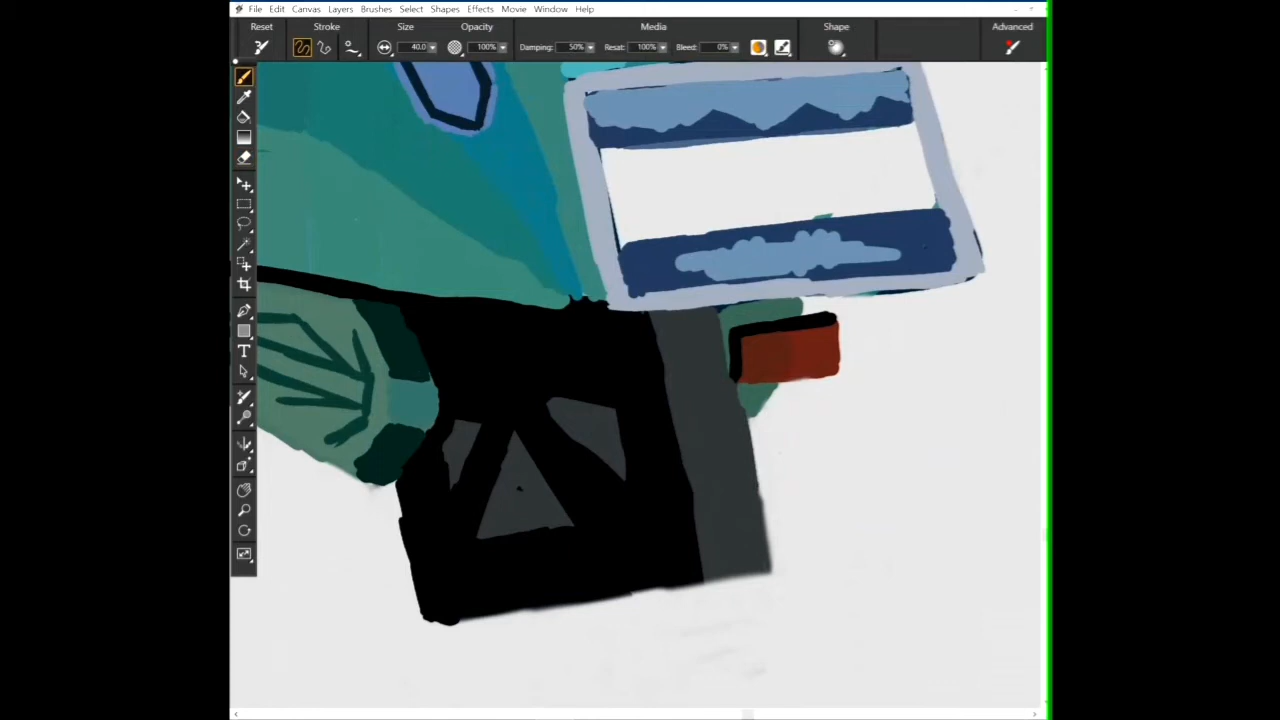 File Edit Canvas Layers Brushes Select Shapes Effects Movie Window Help
Reset Stroke Size Opacity Media Shape Advanced
40.0 100% Damping: 50% Resat: 100% Bleed: 0%
T